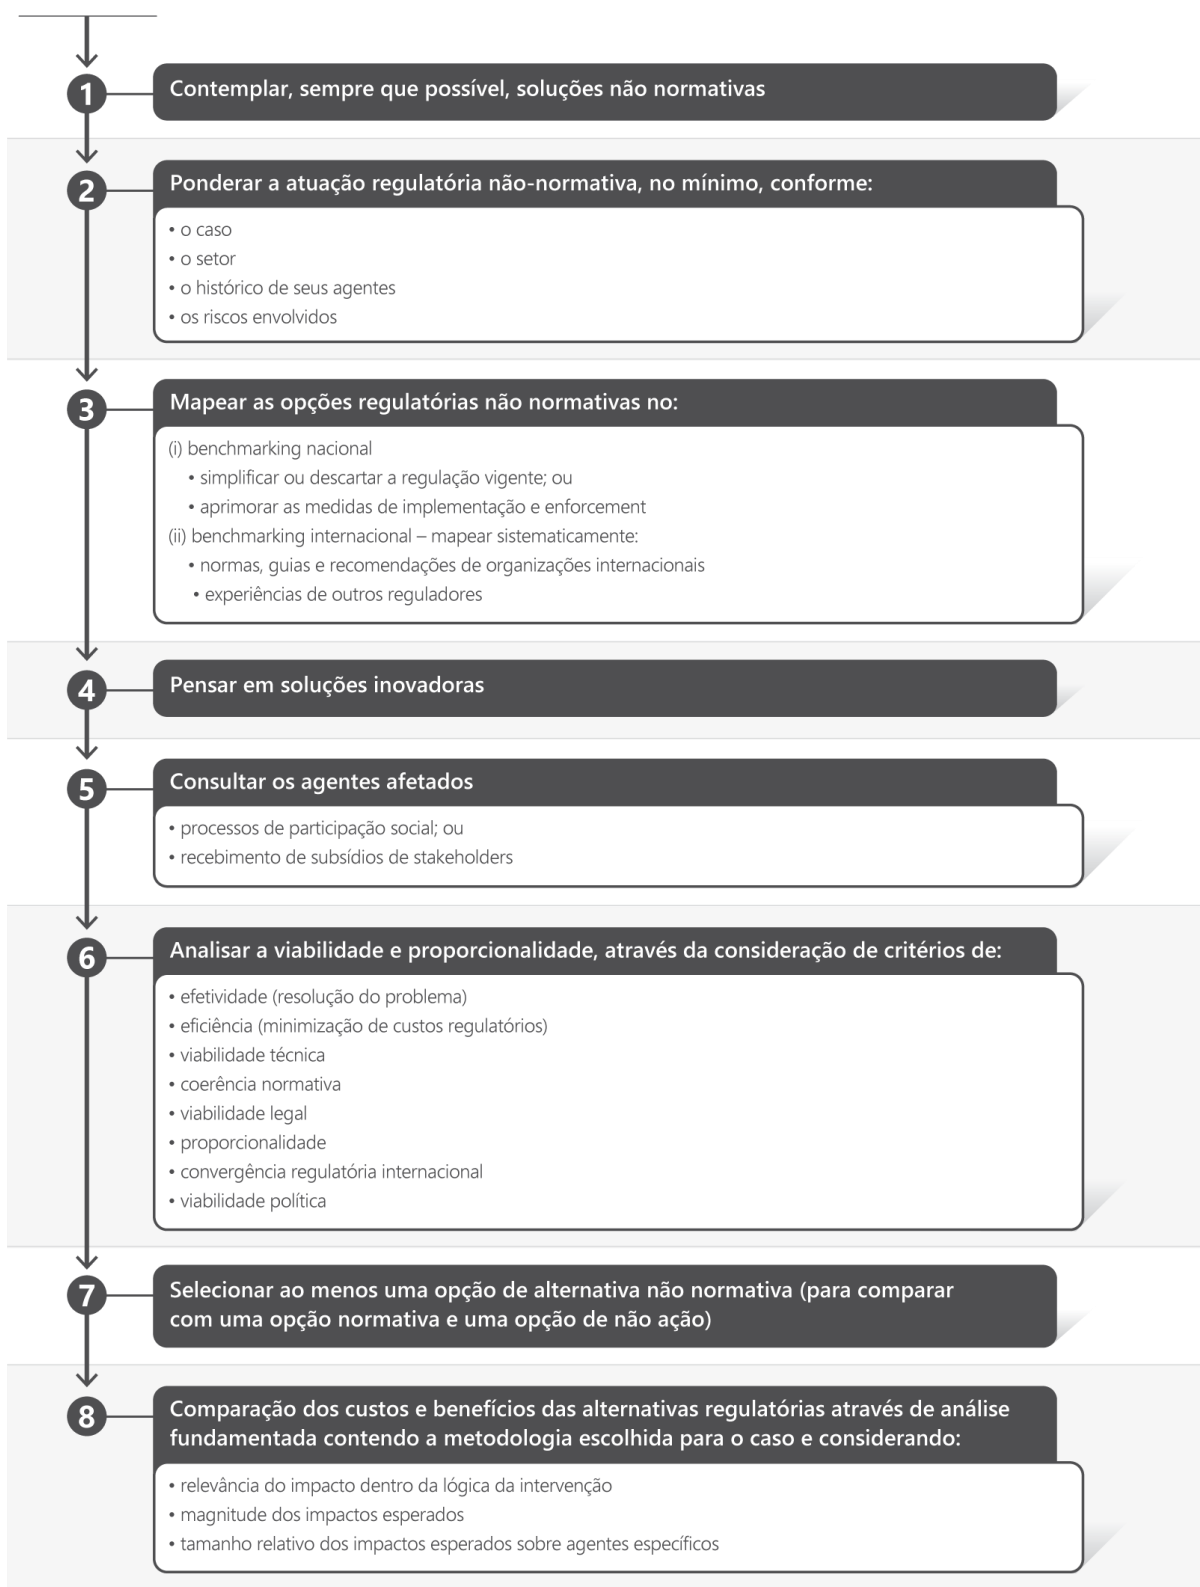 1
Contemplar, sempre que possível, soluções não normativas
2
Ponderar a atuação regulatória não-normativa, no mínimo, conforme:
• o caso
• o setor
• o histórico de seus agentes
• os riscos envolvidos
3
Mapear as opções regulatórias não normativas no:
(i) benchmarking nacional
• simplificar ou descartar a regulação vigente; ou
• aprimorar as medidas de implementação e enforcement
(ii) benchmarking internacional – mapear sistematicamente:
• normas, guias e recomendações de organizações internacionais
• experiências de outros reguladores
4
Pensar em soluções inovadoras
5
Consultar os agentes afetados
• processos de participação social; ou
• recebimento de subsídios de stakeholders
6
Analisar a viabilidade e proporcionalidade, através da consideração de critérios de:
• efetividade (resolução do problema)
• eficiência (minimização de custos regulatórios)
• viabilidade técnica
• coerência normativa
• viabilidade legal
• proporcionalidade
• convergência regulatória internacional
• viabilidade política
7
Selecionar ao menos uma opção de alternativa não normativa (para comparar
com uma opção normativa e uma opção de não ação)
8
Comparação dos custos e benefícios das alternativas regulatórias através de análise
fundamentada contendo a metodologia escolhida para o caso e considerando:
• relevância do impacto dentro da lógica da intervenção
• magnitude dos impactos esperados
• tamanho relativo dos impactos esperados sobre agentes específicos